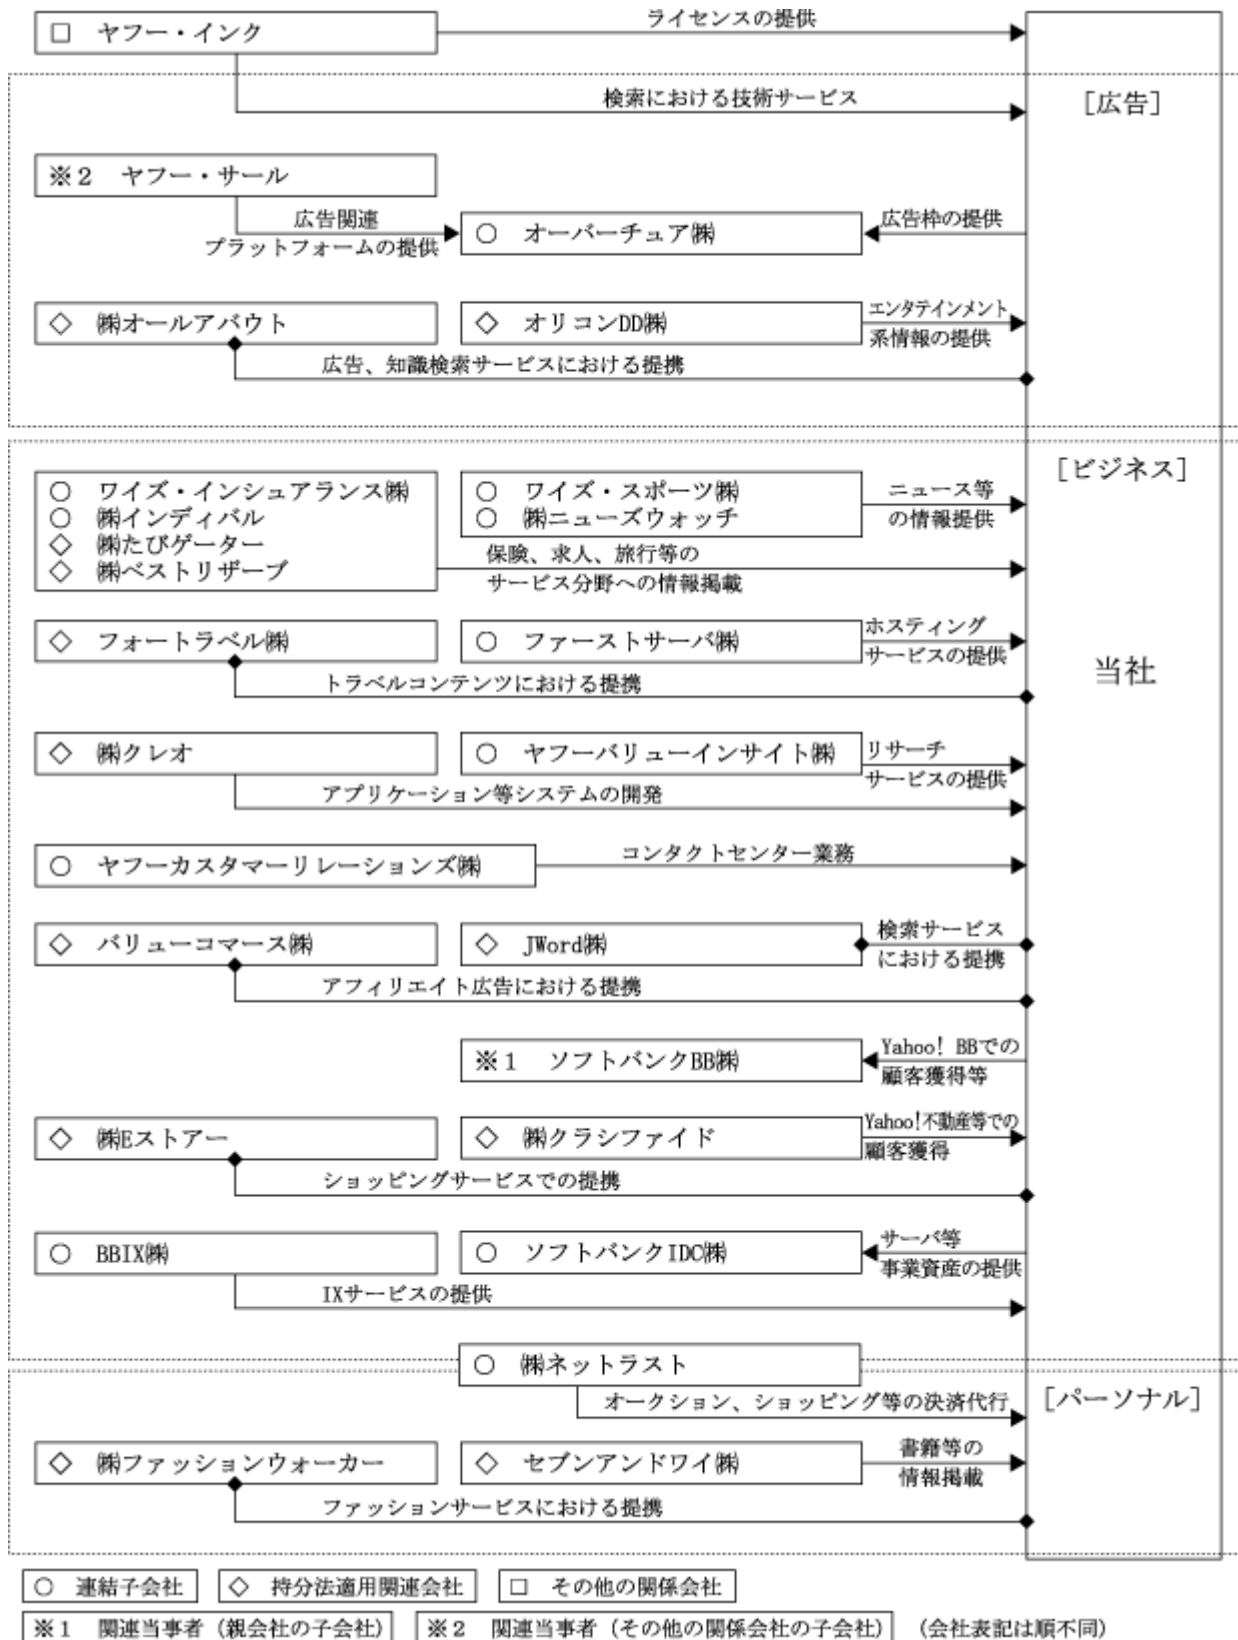 □ ヤフー・インク
ライセンスの提供
検索における技術サービス
［広告］
※2 ヤフー・サール
広告関連
プラットフォームの提供
○ オーバーチュア㈱
広告枠の提供
◇ ㈱オールアバウト
◇ オリコンDD㈱
エンタテインメント
系情報の提供
広告、知識検索サービスにおける提携
［ビジネス］
○ ワイズ・インシュアランス㈱
○ ㈱インディバル
◇ ㈱たびゲーター
◇ ㈱ベストリザーブ
○ ワイズ・スポーツ㈱
○ ㈱ニューズウォッチ
ニュース等
の情報提供
保険、求人、旅行等の
サービス分野への情報掲載
◇ フォートラベル㈱
○ ファーストサーバ㈱
ホスティング
サービスの提供
当社
トラベルコンテンツにおける提携
◇ ㈱クレオ
○ ヤフーバリューインサイト㈱
リサーチ
サービスの提供
アプリケーション等システムの開発
○ ヤフーカスタマーリレーションズ㈱
コンタクトセンター業務
◇ バリューコマース㈱
◇ JWord㈱
検索サービス
における提携
アフィリエイト広告における提携
※1 ソフトバンクBB㈱
Yahoo! BBでの
顧客獲得等
◇ ㈱Eストアー
◇ ㈱クラシファイド
Yahoo!不動産等での
顧客獲得
ショッピングサービスでの提携
○ BBIX㈱
○ ソフトバンクIDC㈱
サーバ等
事業資産の提供
IXサービスの提供
○ ㈱ネットラスト
オークション、ショッピング等の決済代行
［パーソナル］
◇ ㈱ファッションウォーカー
◇ セブンアンドワイ㈱
書籍等の
情報掲載
ファッションサービスにおける提携
○ 連結子会社 ◇ 持分法適用関連会社 □ その他の関係会社
※1 関連当事者（親会社の子会社） ※2 関連当事者（その他の関係会社の子会社） （会社表記は順不同）